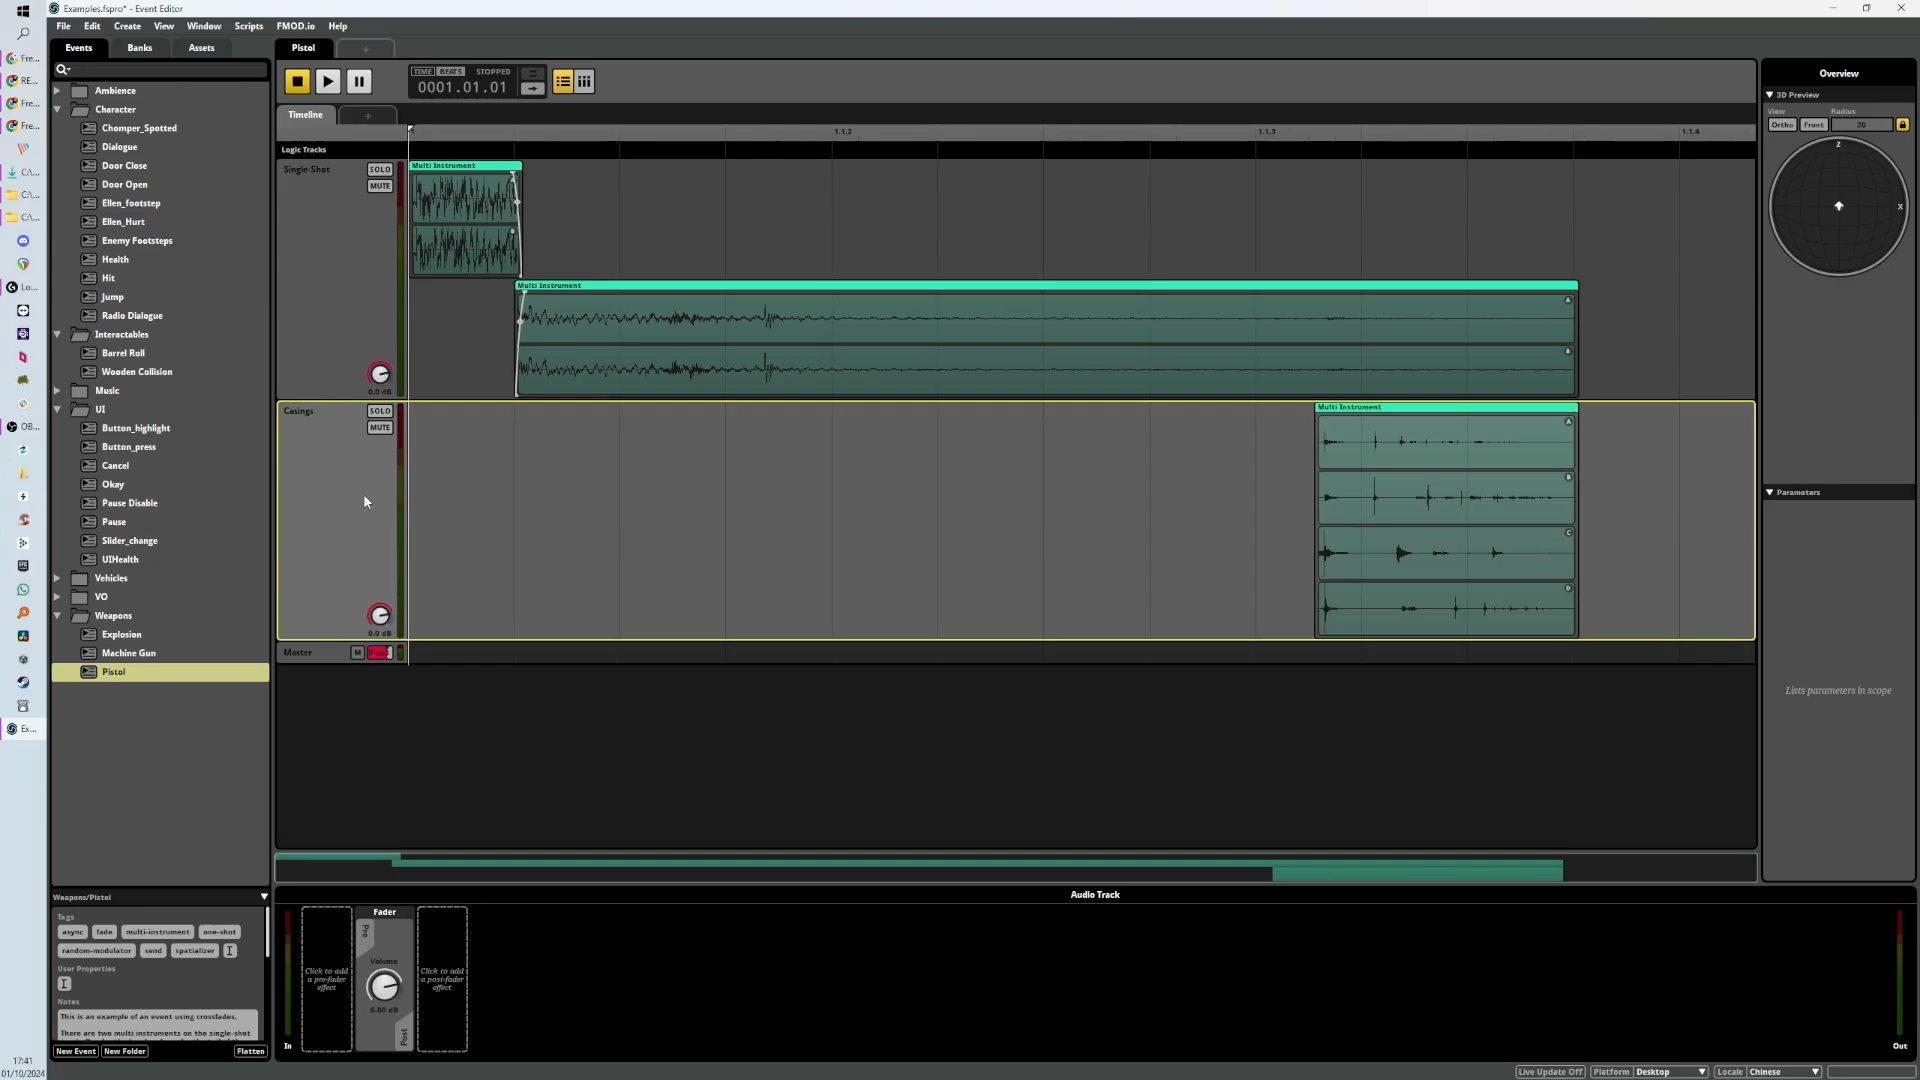 Examples.fspro* - Event Editor
File Edit Create View Window Scripts FMOD.io Help
Events Banks Assets
Pistol
Fre...
RE...
Fre...
Fre...
C:\...
C:\...
C:\...
Lo...
OB...
Ex...
17:41
01/10/2024
Ambience
Character
Chomper_Spotted
Dialogue
Door Close
Door Open
Ellen_footstep
Ellen_Hurt
Enemy Footsteps
Health
Hit
Jump
Radio Dialogue
Interactables
Barrel Roll
Wooden Collision
Music
UI
Button_highlight
Button_press
Cancel
Okay
Pause Disable
Pause
Slider_change
UIHealth
Vehicles
VO
Weapons
Explosion
Machine Gun
Pistol
Weapons/Pistol
Tags
async fade multi-instrument one-shot
random-modulator send spatializer
User Properties
Notes
This is an example of an event using crossfades.
There are two multi instruments on the single-shot
New Event New Folder Flatten
TIME BEATS STOPPED
0001.01.01
Timeline
1.1.2 1.1.3 1.1.4
Logic Tracks
Single-Shot SOLO
MUTE
0.0 dB
Multi Instrument
A
B
Multi Instrument
A
B
Casings SOLO
MUTE
0.0 dB
Multi Instrument
A
B
C
D
Master M
Audio Track
In
Click to add
a pre-fader
effect
Fader
Pre
Volume
0.00 dB
Post
Click to add
a post-fader
effect
Out
Overview
3D Preview
View Radius
Ortho Front 20
Z
X
Parameters
Lists parameters in scope
Live Update Off Platform Desktop Locale Chinese